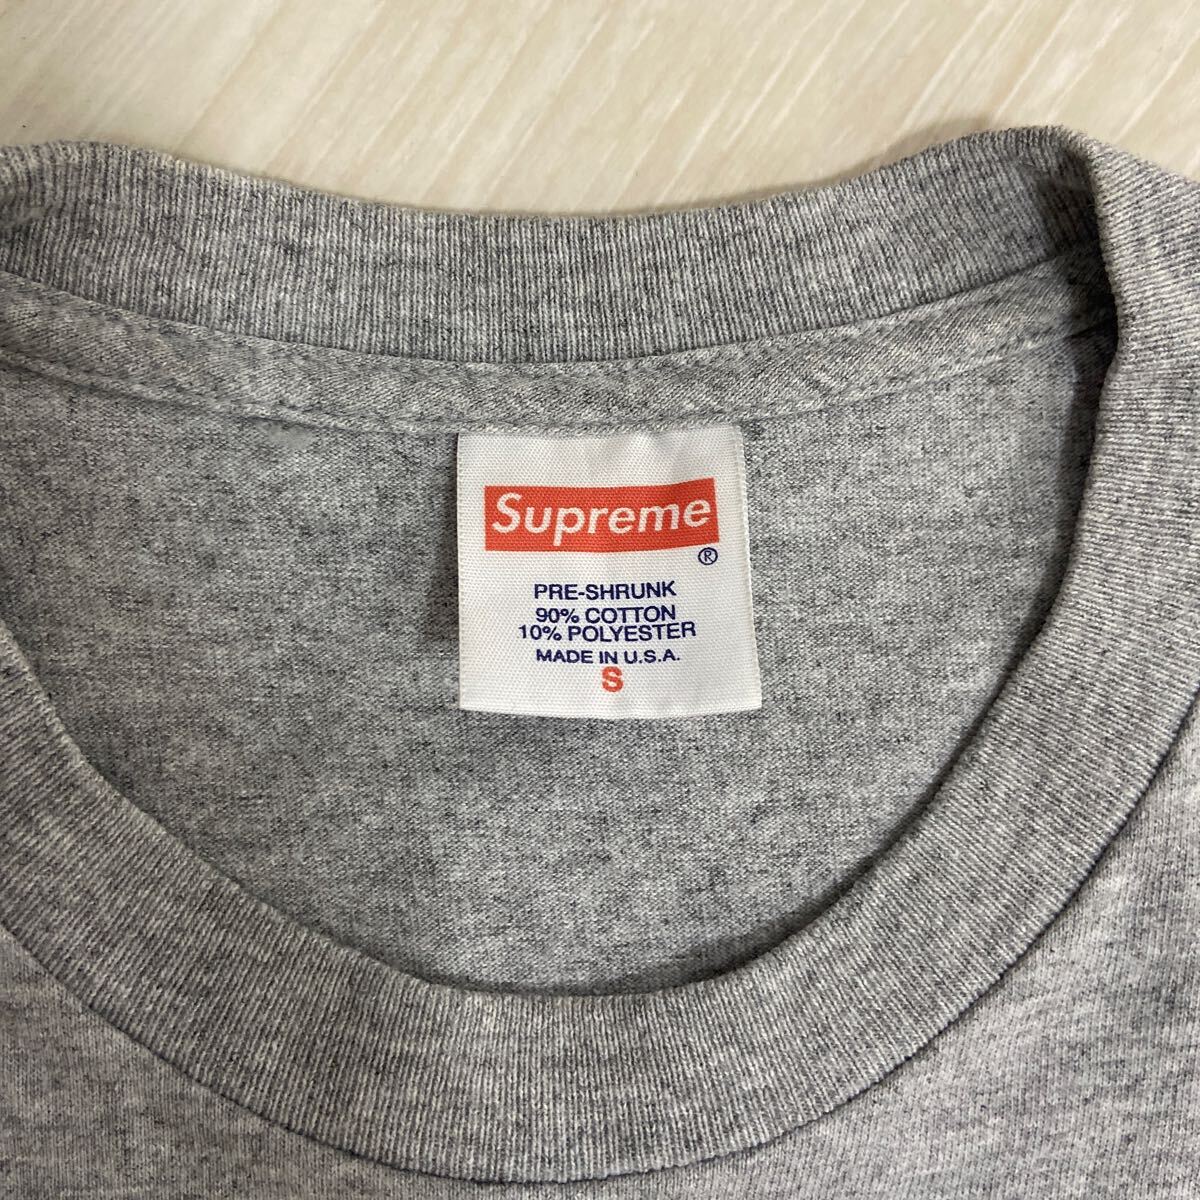 Supreme
®
PRE-SHRUNK
90% COTTON
10% POLYESTER
MADE IN U.S.A.
S